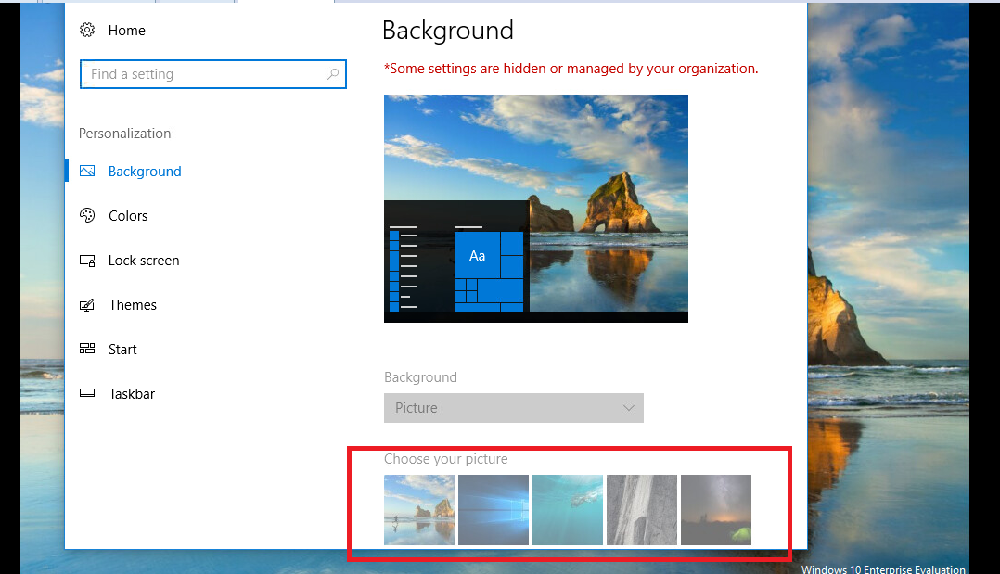 Home
Find a setting
Personalization
Background
Colors
Lock screen
Themes
Start
Taskbar
Background
*Some settings are hidden or managed by your organization.
Aa
Background
Picture
Choose your picture
Windows 10 Enterprise Evaluation